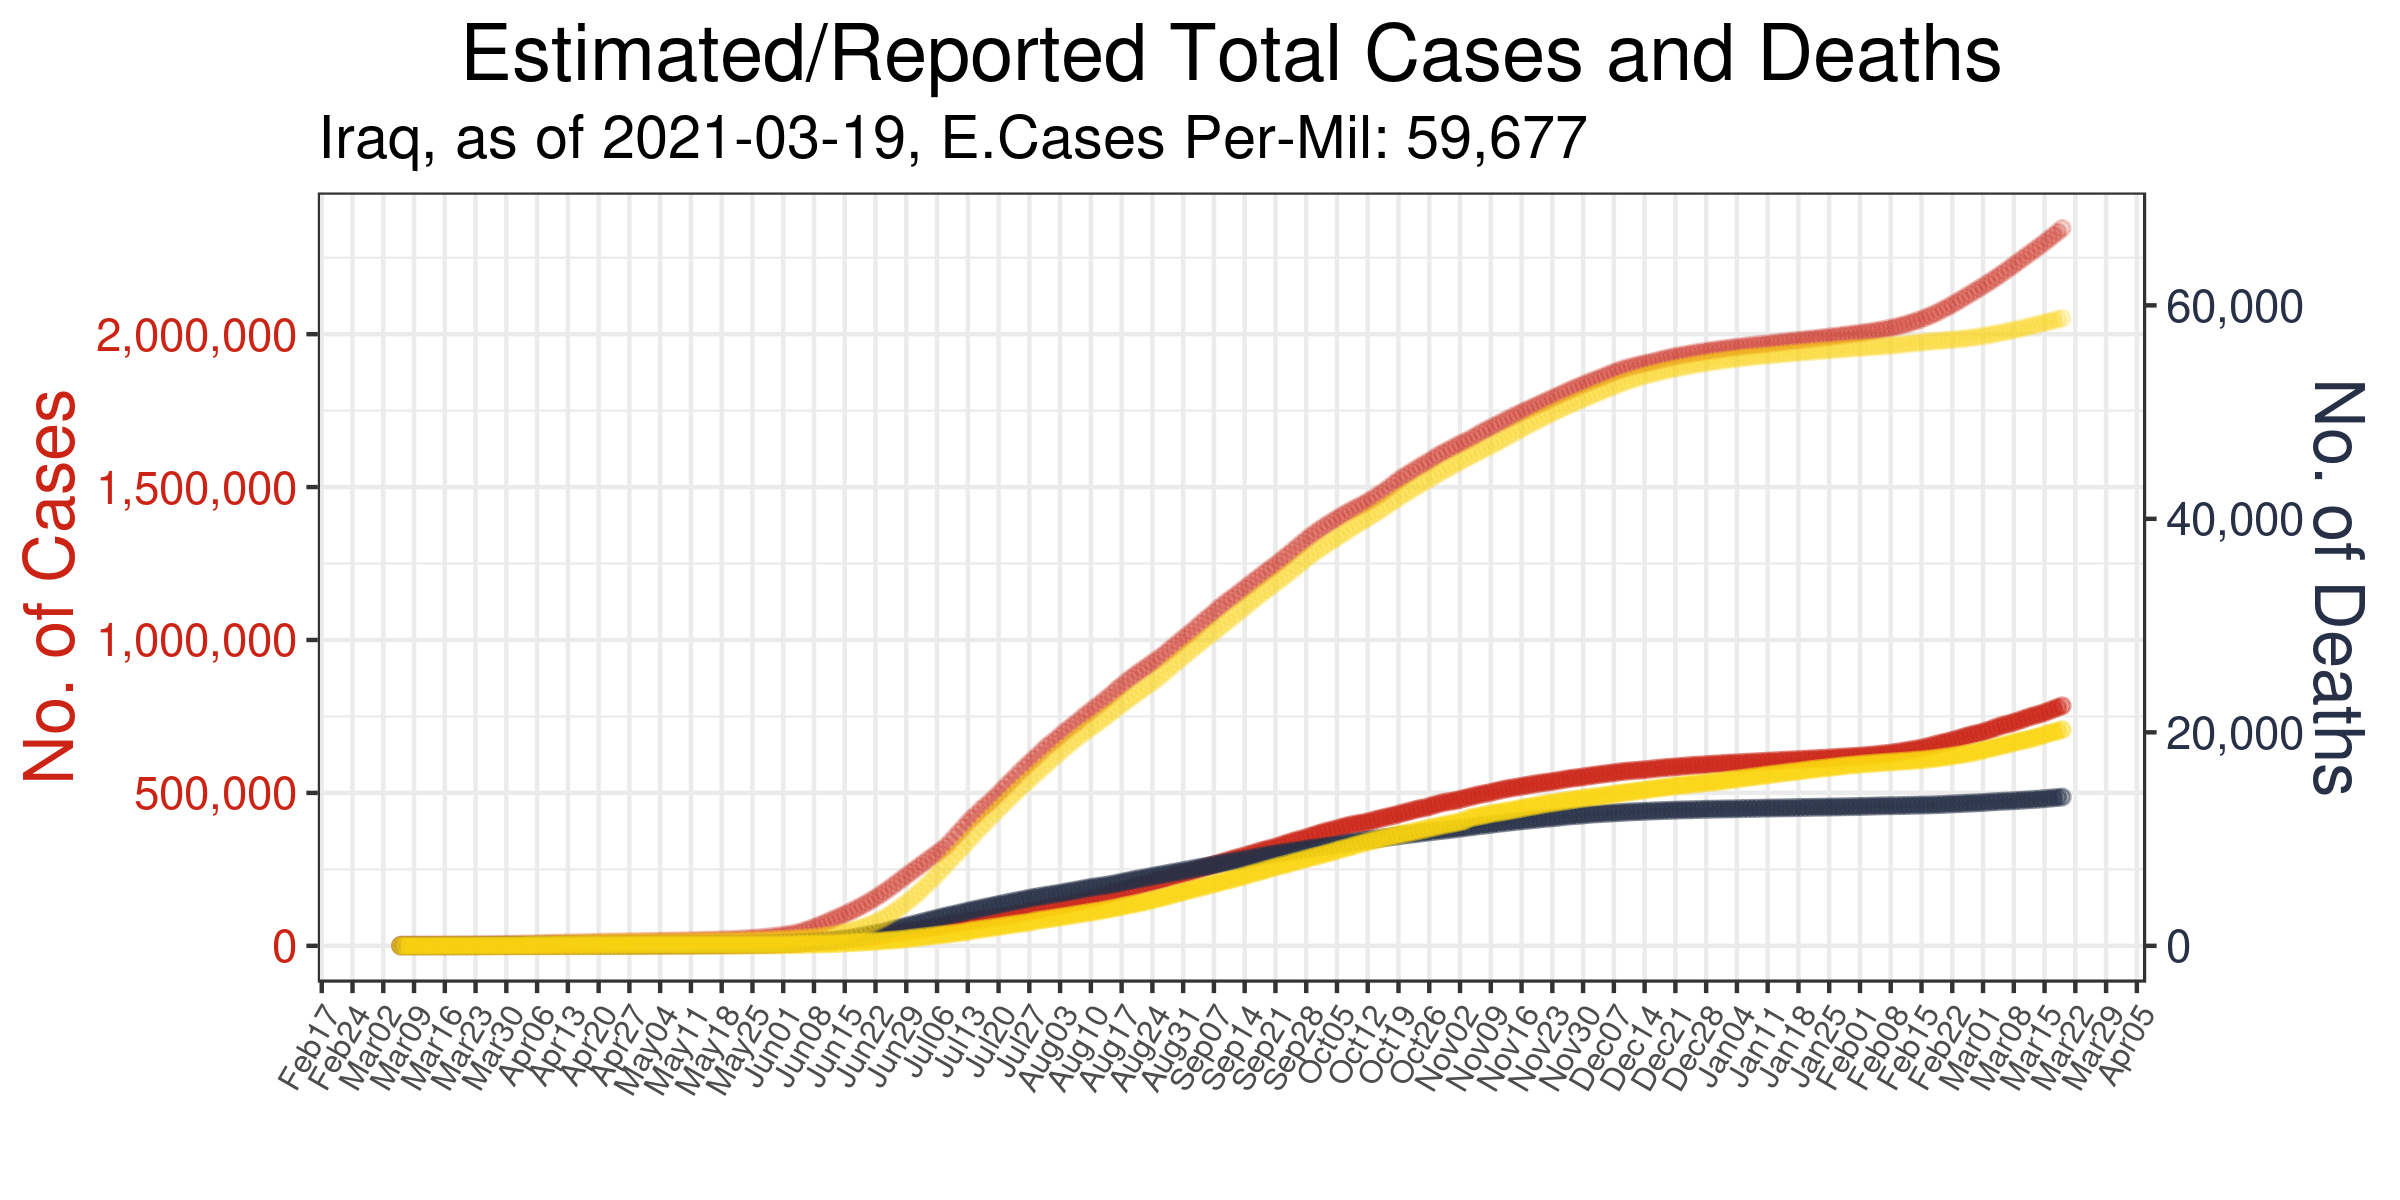 Estimated/Reported Total Cases and Deaths
Iraq, as of 2021-03-19, E.Cases Per-Mil: 59,677
No. of Cases
2,000,000
1,500,000
1,000,000
500,000
0
60,000
40,000
20,000
0
No. of Deaths
Feb17
Feb24
Mar02
Mar09
Mar16
Mar23
Mar30
Apr06
Apr13
Apr20
Apr27
May04
May11
May18
May25
Jun01
Jun08
Jun15
Jun22
Jun29
Jul06
Jul13
Jul20
Jul27
Aug03
Aug10
Aug17
Aug24
Aug31
Sep07
Sep14
Sep21
Sep28
Oct05
Oct12
Oct19
Oct26
Nov02
Nov09
Nov16
Nov23
Nov30
Dec07
Dec14
Dec21
Dec28
Jan04
Jan11
Jan18
Jan25
Feb01
Feb08
Feb15
Feb22
Mar01
Mar08
Mar15
Mar22
Mar29
Apr05